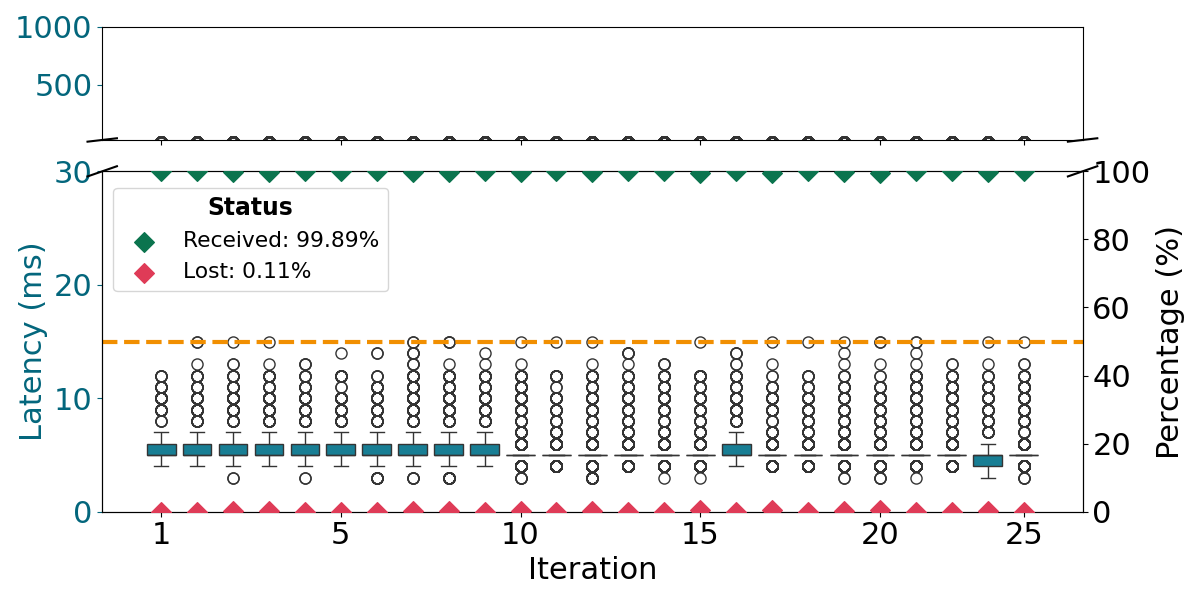 1000
500
30
20
10
0
Latency (ms)
Status
Received: 99.89%
Lost: 0.11%
100
80
60
40
20
0
Percentage (%)
1 5 10 15 20 25
Iteration